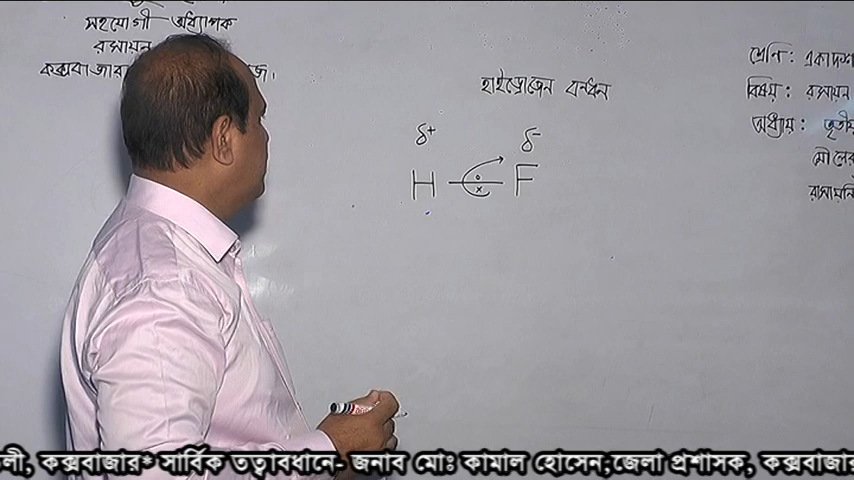 সহযোগী অধ্যাপক
রসায়ন
কক্সবাজার
হাইড্রোজেন বন্ধন
δ+ δ-
H F
শ্রেণি: একাদশ
বিষয়: রসায়ন
অধ্যায়: তৃতীয়
মৌলের
রাসায়নি
লী, কক্সবাজার* সার্বিক তত্বাবধানে- জনাব মোঃ কামাল হোসেন;জেলা প্রশাসক, কক্সবাজার